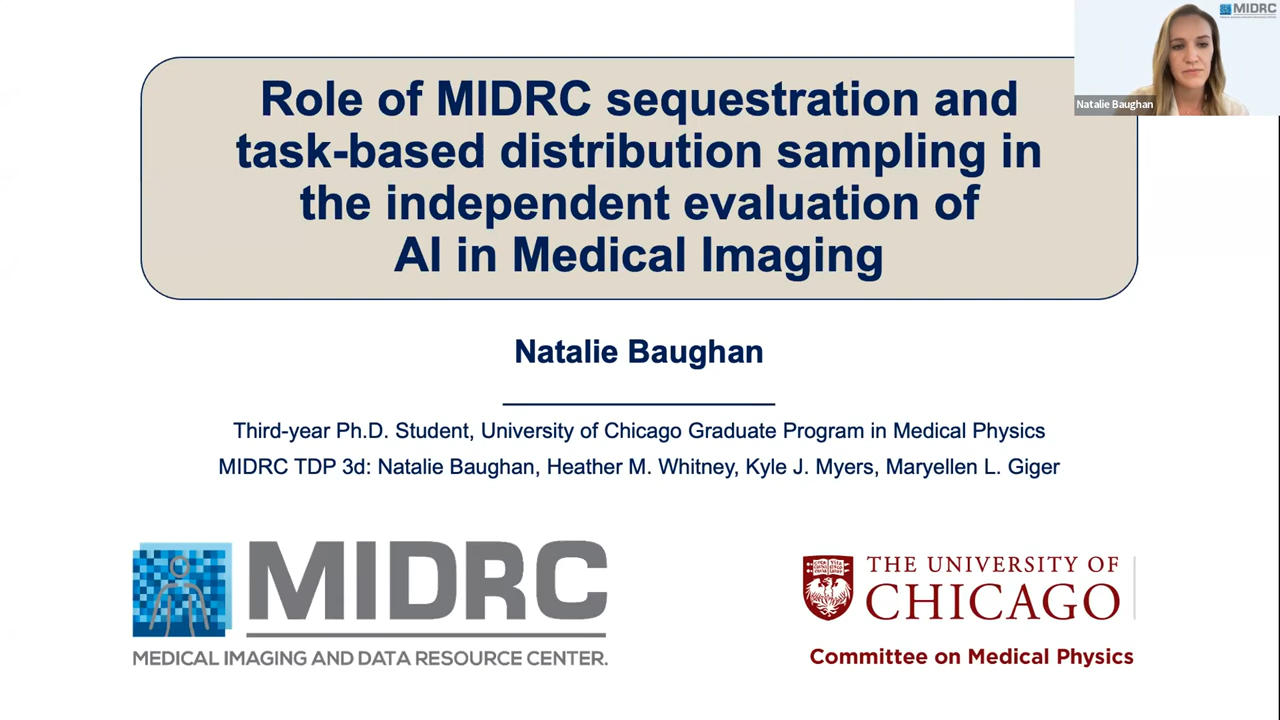 MIDRC
Natalie Baughan
Role of MIDRC sequestration and
task-based distribution sampling in
the independent evaluation of
AI in Medical Imaging
Natalie Baughan
Third-year Ph.D. Student, University of Chicago Graduate Program in Medical Physics
MIDRC TDP 3d: Natalie Baughan, Heather M. Whitney, Kyle J. Myers, Maryellen L. Giger
MIDRC
MEDICAL IMAGING AND DATA RESOURCE CENTER.
THE UNIVERSITY OF
CHICAGO
Committee on Medical Physics